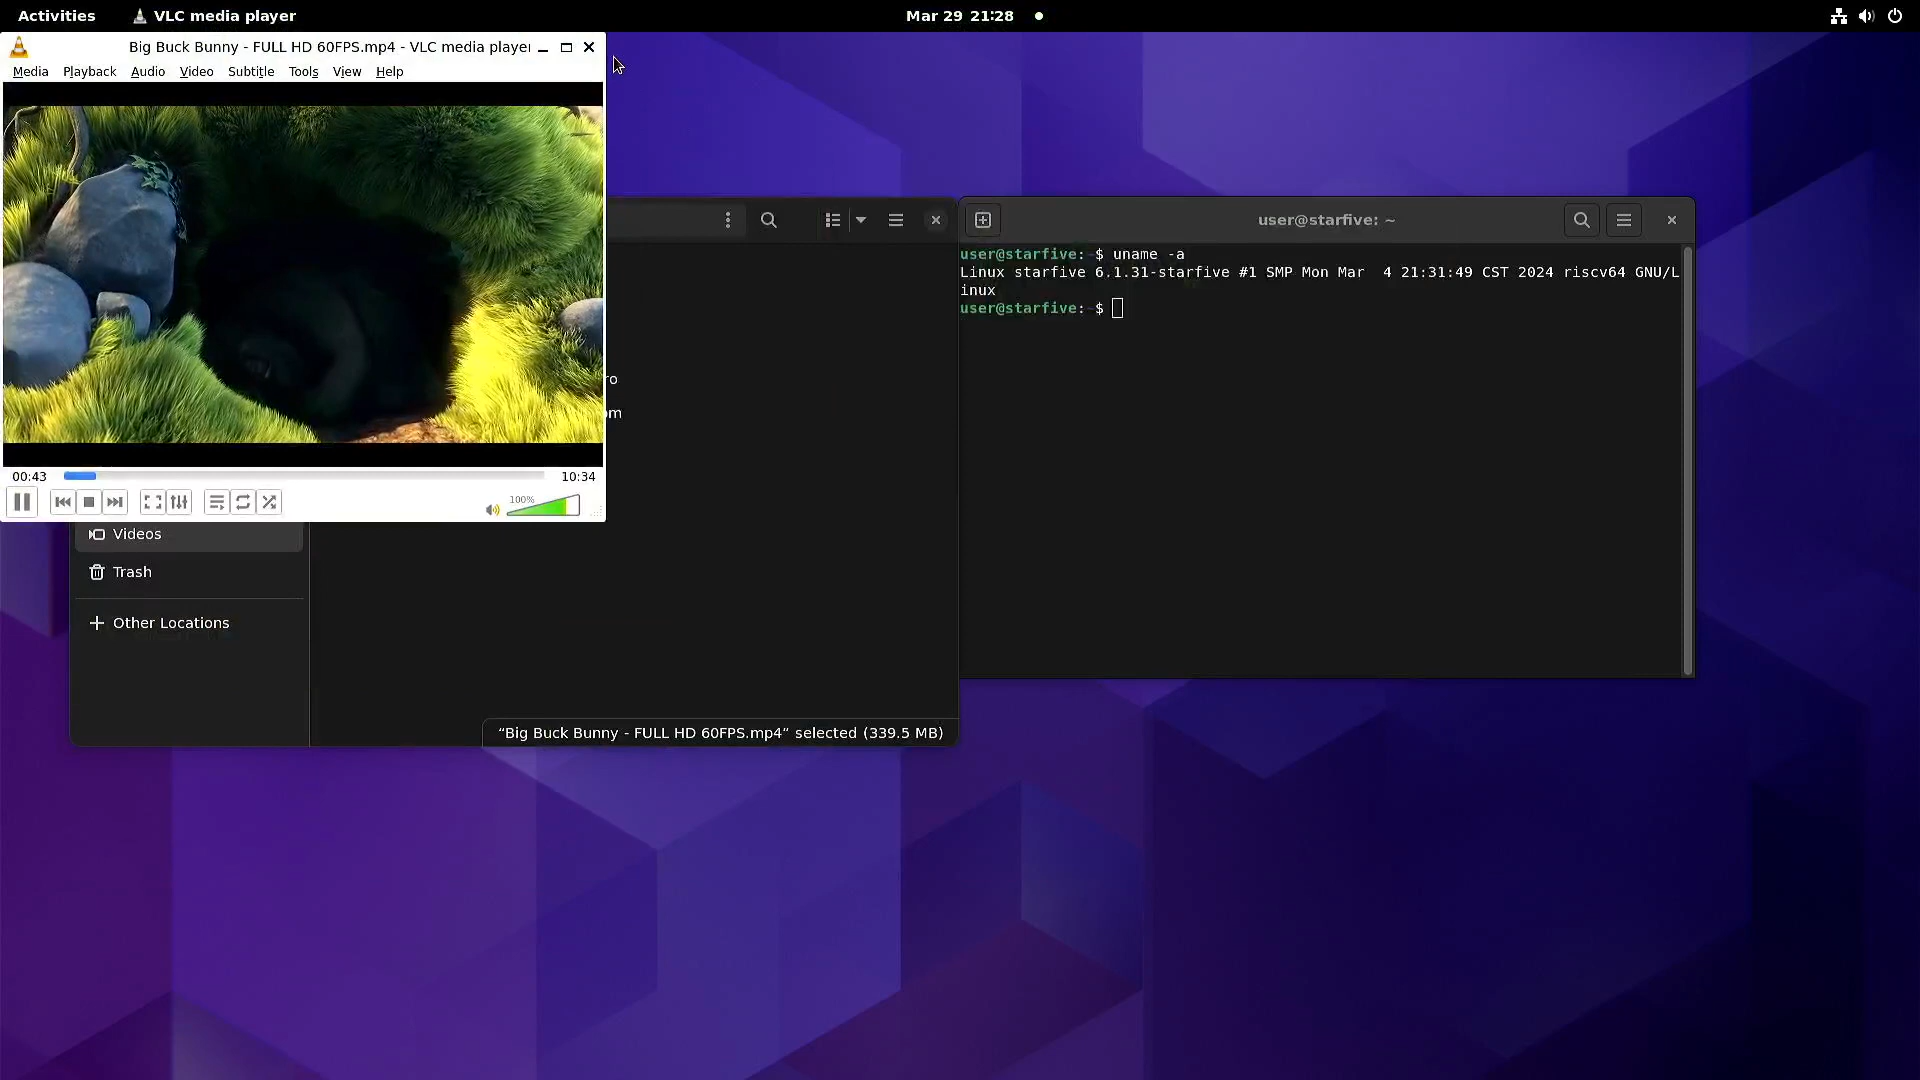 Activities VLC media player Mar 29 21:28
Big Buck Bunny - FULL HD 60FPS.mp4 - VLC media player
Media Playback Audio Video Subtitle Tools View Help
00:43 10:34
100%
ro
om
Videos
Trash
Other Locations
“Big Buck Bunny - FULL HD 60FPS.mp4” selected (339.5 MB)
user@starfive: ~
user@starfive:~$ uname -a
Linux starfive 6.1.31-starfive #1 SMP Mon Mar  4 21:31:49 CST 2024 riscv64 GNU/L
inux
user@starfive:~$